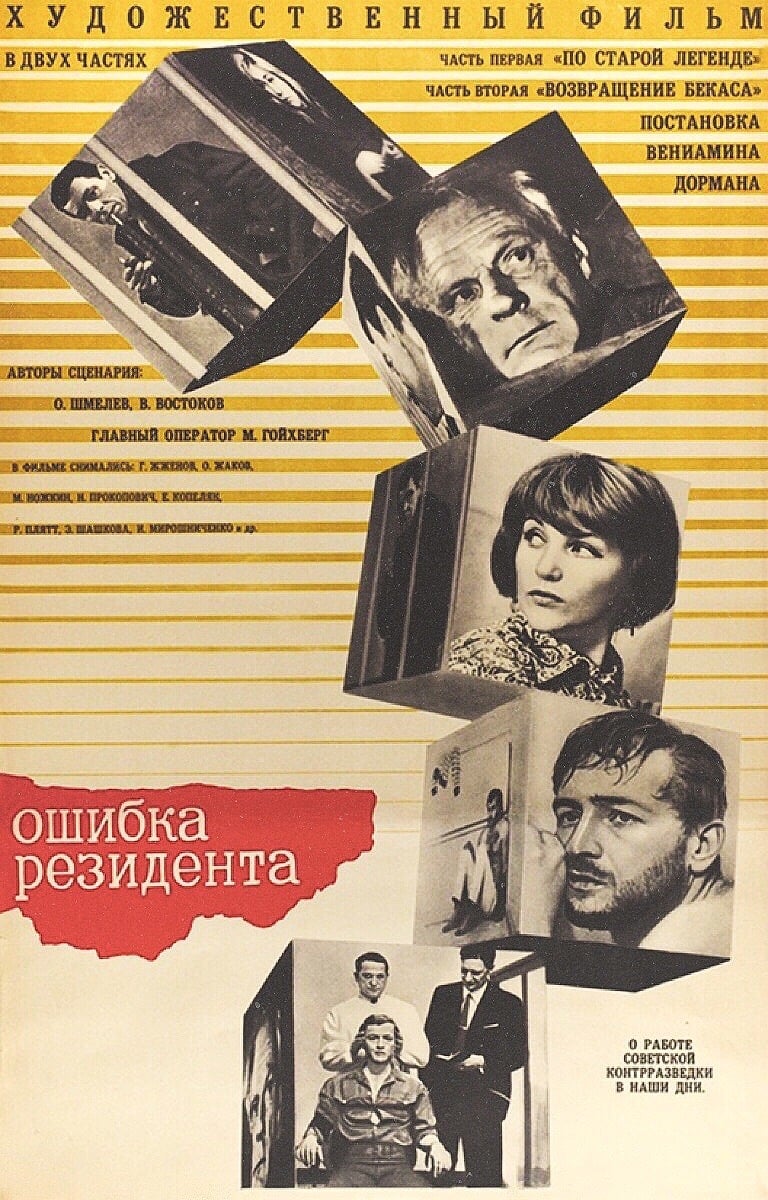 ХУДОЖЕСТВЕННЫЙ ФИЛЬМ
В ДВУХ ЧАСТЯХ
ЧАСТЬ ПЕРВАЯ «ПО СТАРОЙ ЛЕГЕНДЕ»
ЧАСТЬ ВТОРАЯ «ВОЗВРАЩЕНИЕ БЕКАСА»
ПОСТАНОВКА
ВЕНИАМИНА
ДОРМАНА
АВТОРЫ СЦЕНАРИЯ:
О. ШМЕЛЕВ, В. ВОСТОКОВ
ГЛАВНЫЙ ОПЕРАТОР М. ГОЙХБЕРГ
В ФИЛЬМЕ СНИМАЛИСЬ: Г. ЖЖЕНОВ, О. ЖАКОВ,
М. НОЖКИН, Н. ПРОКОПОВИЧ, Е. КОПЕЛЯН,
Р. ПЛЯТТ, Э. ШАШКОВА, И. МИРОШНИЧЕНКО и др.
ошибка
резидента
О РАБОТЕ
СОВЕТСКОЙ
КОНТРРАЗВЕДКИ
В НАШИ ДНИ.